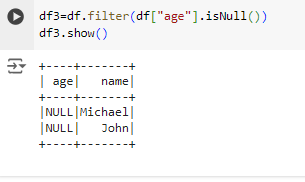 df3=df.filter(df["age"].isNull())
df3.show()
+----+-------+
| age|   name|
+----+-------+
|NULL|Michael|
|NULL|   John|
+----+-------+